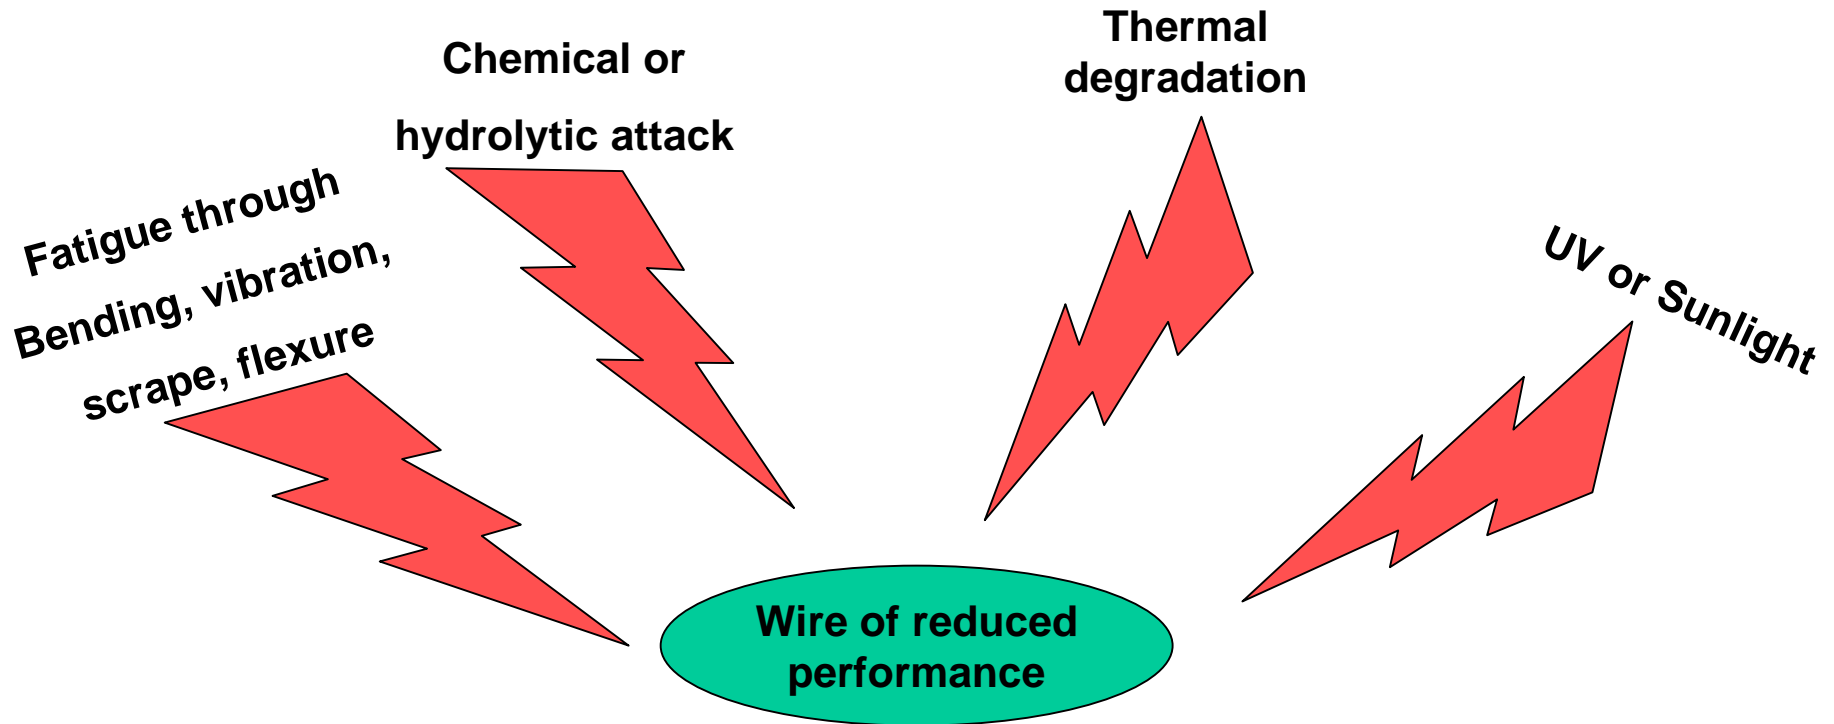 Fatigue through
Bending, vibration,
scrape, flexure
Chemical or
hydrolytic attack
Thermal
degradation
UV or Sunlight
Wire of reduced
performance